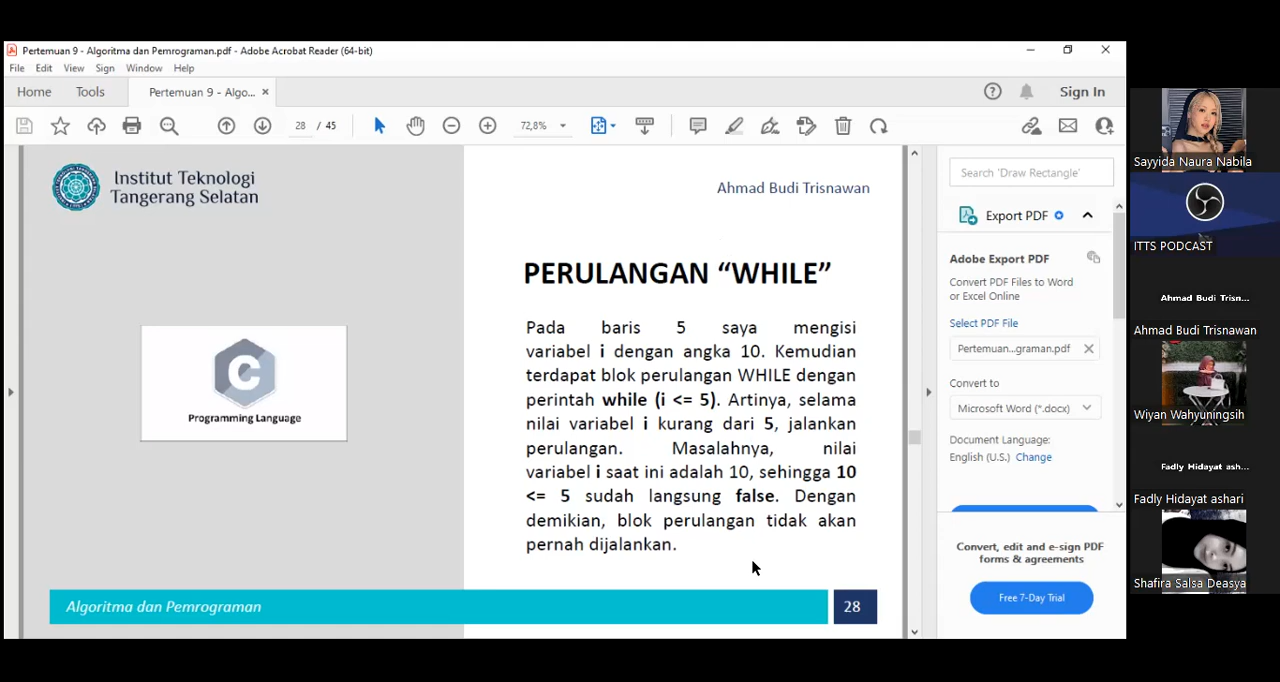 Pertemuan 9 - Algoritma dan Pemrograman.pdf - Adobe Acrobat Reader (64-bit)
File Edit View Sign Window Help
Home Tools Pertemuan 9 - Algo... ×
Sign In
28 / 45
72,8%
Institut Teknologi
Tangerang Selatan
Ahmad Budi Trisnawan
PERULANGAN “WHILE”
Pada baris 5 saya mengisi
variabel i dengan angka 10. Kemudian
terdapat blok perulangan WHILE dengan
perintah while (i <= 5). Artinya, selama
nilai variabel i kurang dari 5, jalankan
perulangan. Masalahnya, nilai
variabel i saat ini adalah 10, sehingga 10
<= 5 sudah langsung false. Dengan
demikian, blok perulangan tidak akan
pernah dijalankan.
C
Programming Language
Algoritma dan Pemrograman
28
Search 'Draw Rectangle'
Export PDF
Adobe Export PDF
Convert PDF Files to Word
or Excel Online
Select PDF File
Pertemuan...graman.pdf
Convert to
Microsoft Word (*.docx)
Document Language:
English (U.S.) Change
Convert, edit and e-sign PDF
forms & agreements
Free 7-Day Trial
Sayyida Naura Nabila
ITTS PODCAST
Ahmad Budi Trisn...
Ahmad Budi Trisnawan
Wiyan Wahyuningsih
Fadly Hidayat ash...
Fadly Hidayat ashari
Shafira Salsa Deasya